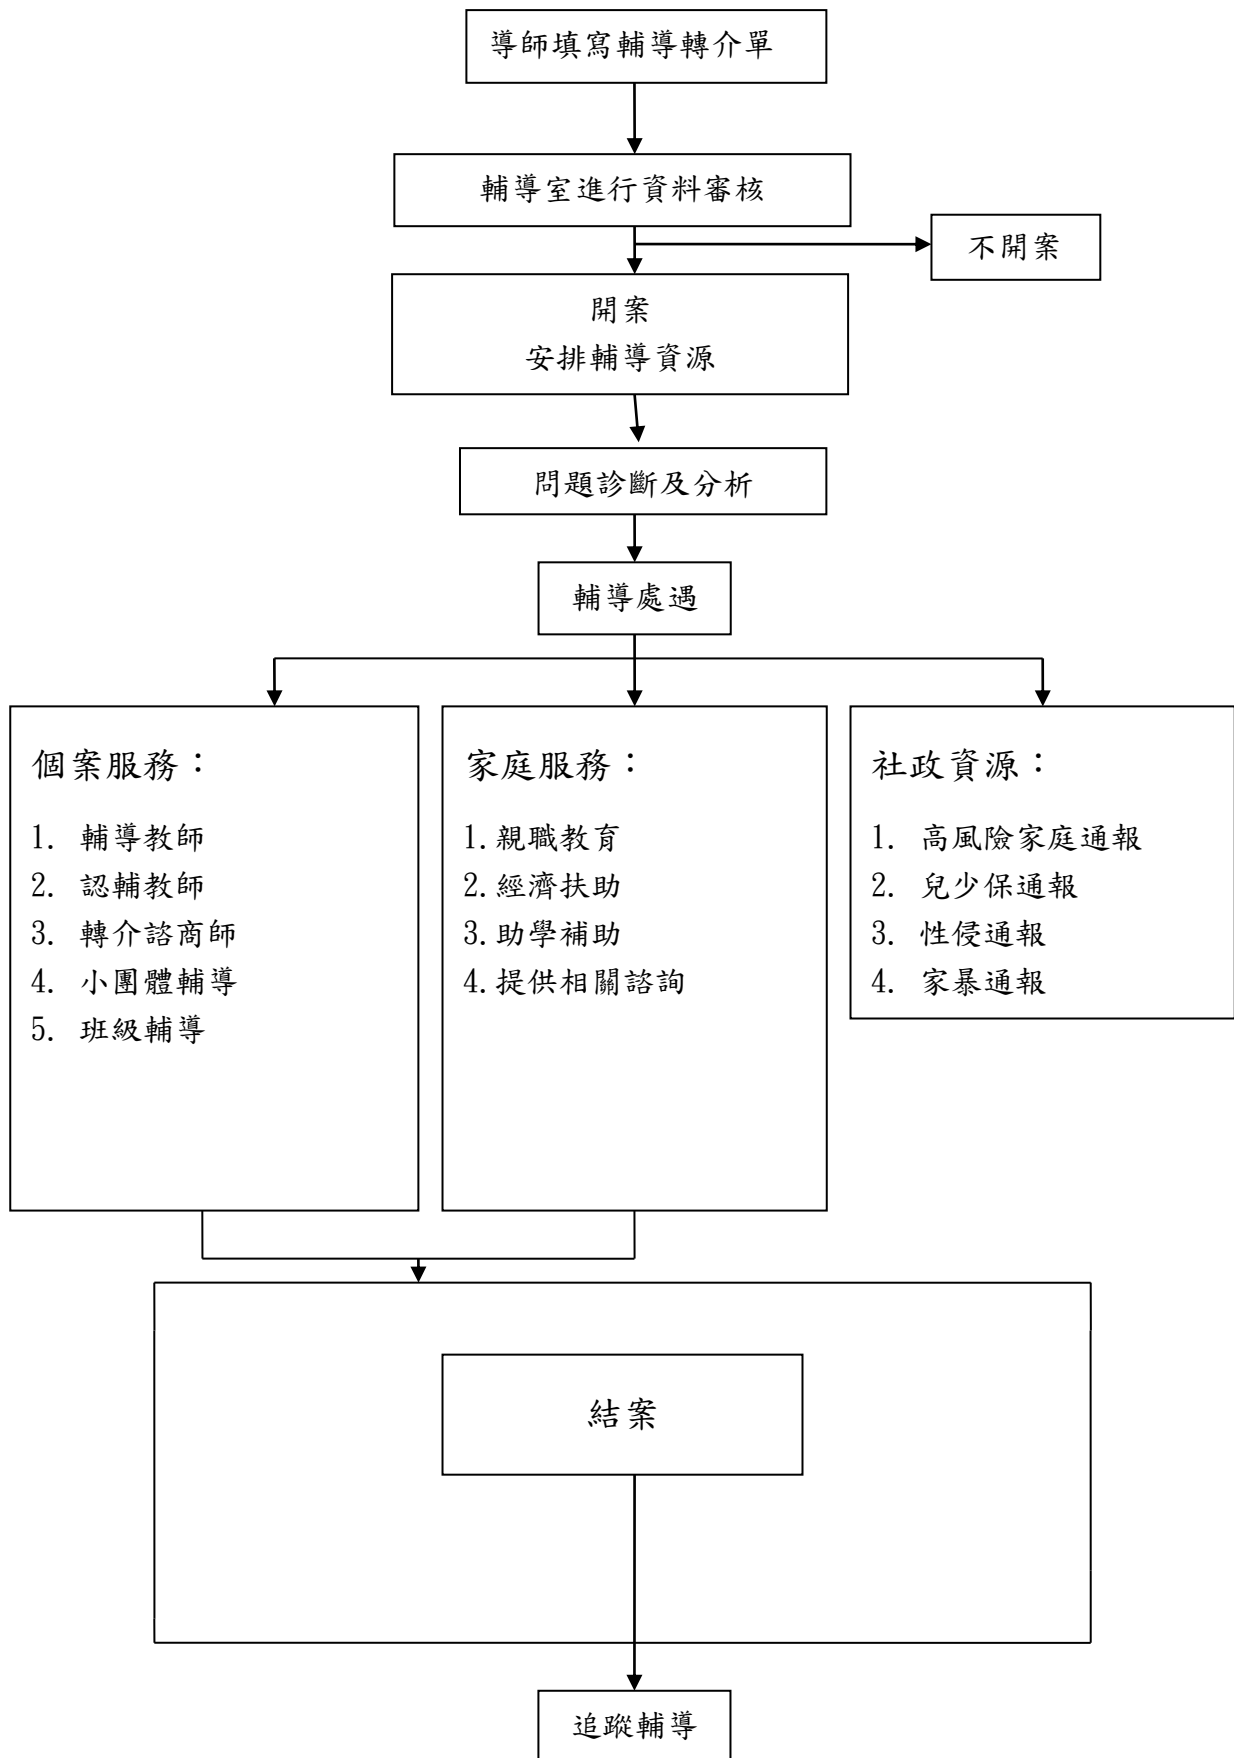 導師填寫輔導轉介單
輔導室進行資料審核
不開案
開案
安排輔導資源
問題診斷及分析
輔導處遇
個案服務：
1. 輔導教師
2. 認輔教師
3. 轉介諮商師
4. 小團體輔導
5. 班級輔導
家庭服務：
1.親職教育
2.經濟扶助
3.助學補助
4.提供相關諮詢
社政資源：
1. 高風險家庭通報
2. 兒少保通報
3. 性侵通報
4. 家暴通報
結案
追蹤輔導